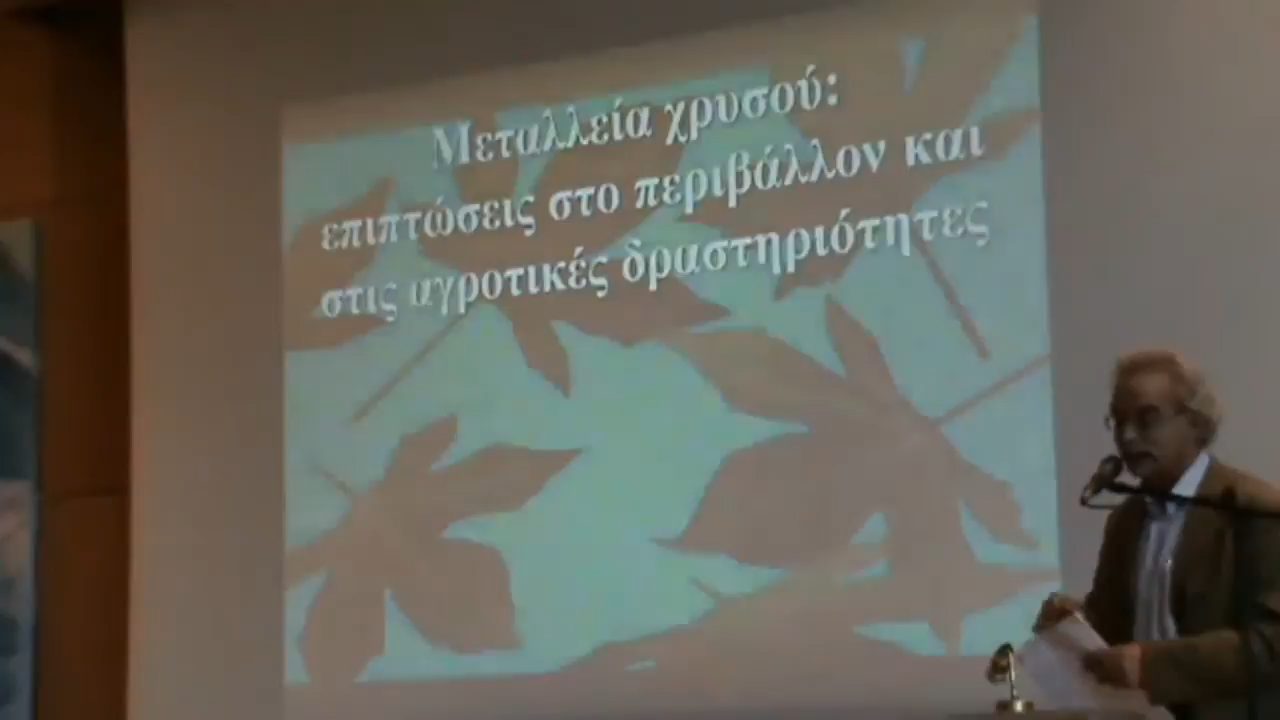 Μεταλλεία χρυσού:
επιπτώσεις στο περιβάλλον και
στις αγροτικές δραστηριότητες